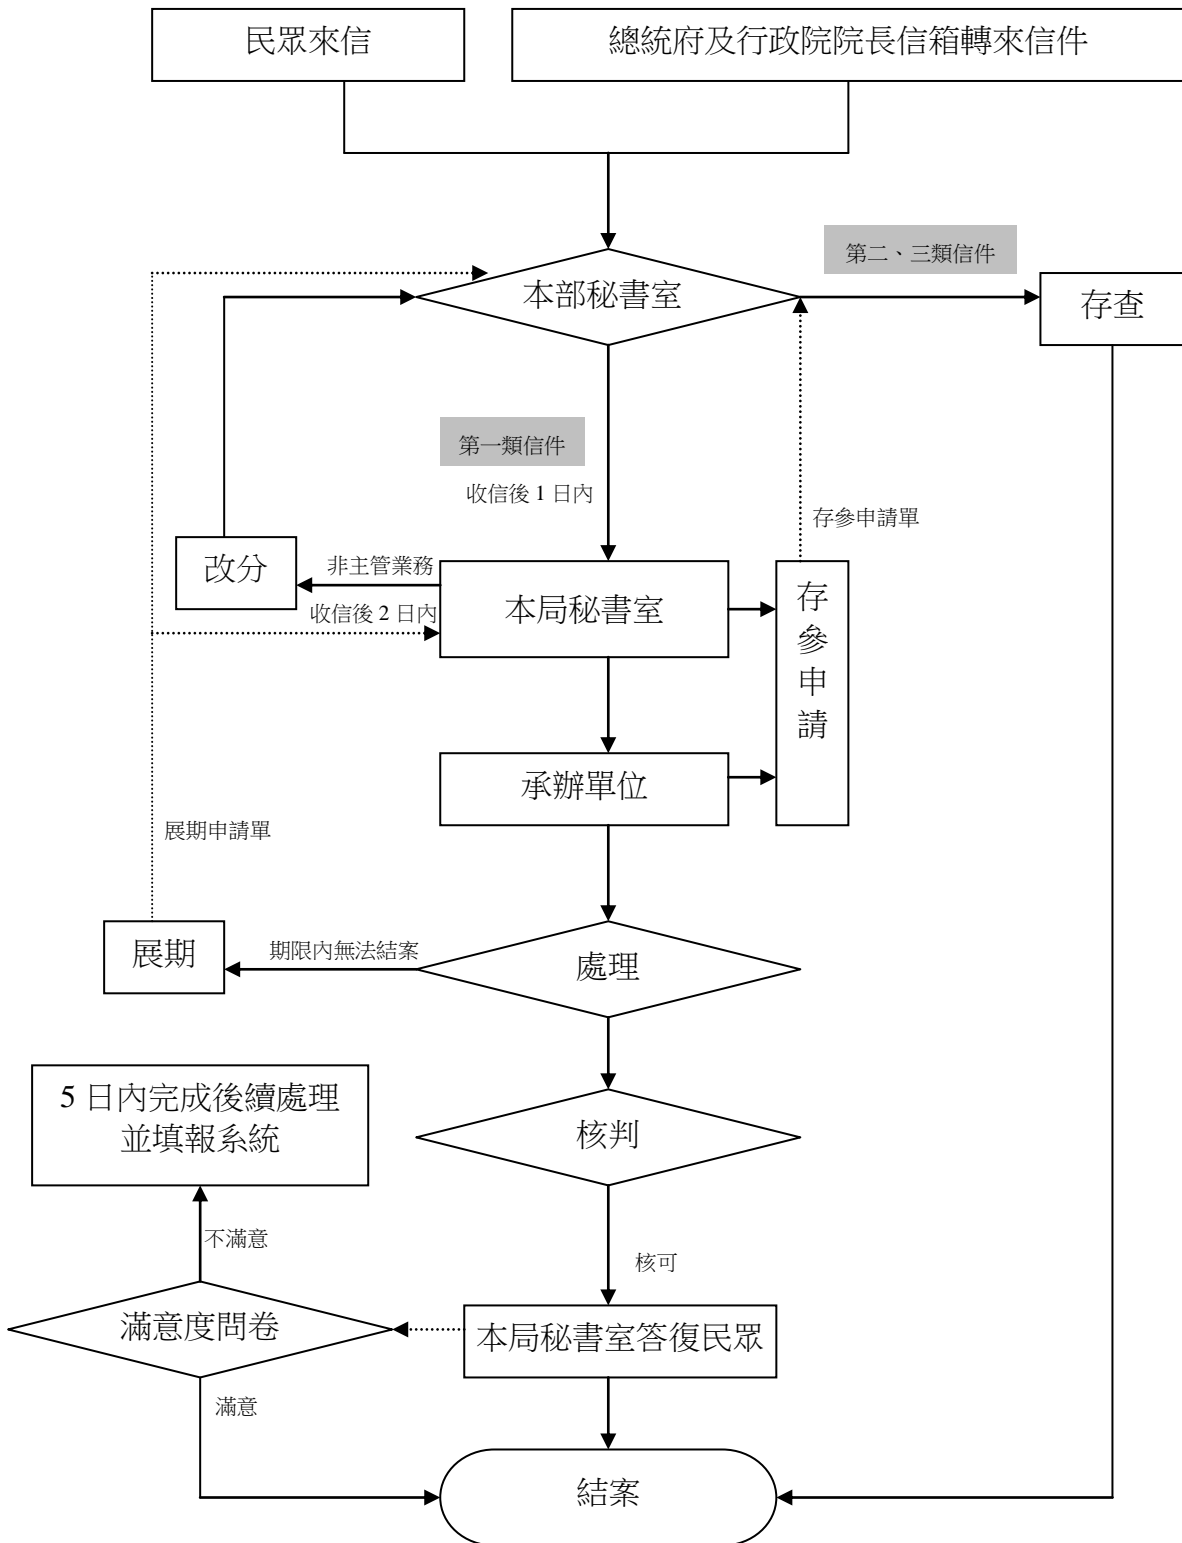 民眾來信
總統府及行政院院長信箱轉來信件
第二、三類信件
本部秘書室
存查
第一類信件
收信後 1 日內
存參申請單
改分
非主管業務
收信後 2 日內
本局秘書室
存
參
申
請
承辦單位
展期申請單
展期
期限內無法結案
處理
5 日內完成後續處理
並填報系統
核判
不滿意
核可
滿意度問卷
本局秘書室答復民眾
滿意
結案